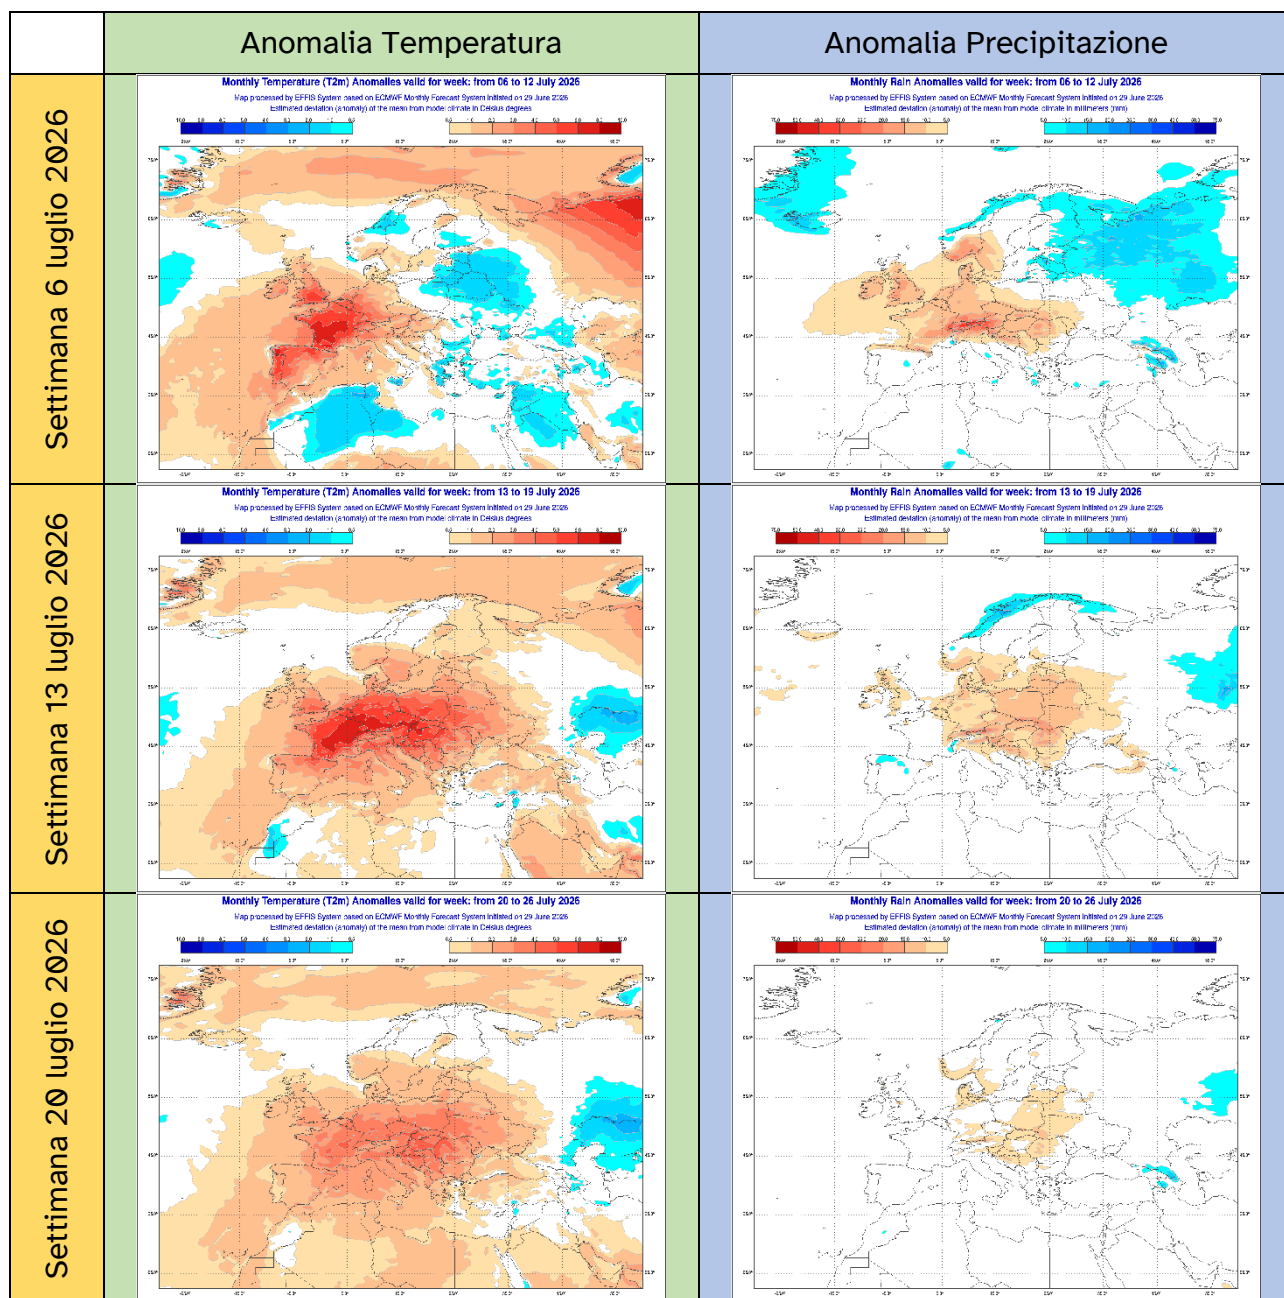 Anomalia Temperatura
Anomalia Precipitazione
Settimana 6 luglio 2026
Monthly Temperature (T2m) Anomalies valid for week: from 06 to 12 July 2026
Map processed by EFFIS System based on ECMWF Monthly Forecast System initiated on 29 June 2026
Estimated deviation (anomaly) of the mean from model climate in Celsius degrees
Monthly Rain Anomalies valid for week: from 06 to 12 July 2026
Map processed by EFFIS System based on ECMWF Monthly Forecast System initiated on 29 June 2026
Estimated deviation (anomaly) of the mean from model climate in millimeters (mm)
Settimana 13 luglio 2026
Monthly Temperature (T2m) Anomalies valid for week: from 13 to 19 July 2026
Map processed by EFFIS System based on ECMWF Monthly Forecast System initiated on 29 June 2026
Estimated deviation (anomaly) of the mean from model climate in Celsius degrees
Monthly Rain Anomalies valid for week: from 13 to 19 July 2026
Map processed by EFFIS System based on ECMWF Monthly Forecast System initiated on 29 June 2026
Estimated deviation (anomaly) of the mean from model climate in millimeters (mm)
Settimana 20 luglio 2026
Monthly Temperature (T2m) Anomalies valid for week: from 20 to 26 July 2026
Map processed by EFFIS System based on ECMWF Monthly Forecast System initiated on 29 June 2026
Estimated deviation (anomaly) of the mean from model climate in Celsius degrees
Monthly Rain Anomalies valid for week: from 20 to 26 July 2026
Map processed by EFFIS System based on ECMWF Monthly Forecast System initiated on 29 June 2026
Estimated deviation (anomaly) of the mean from model climate in millimeters (mm)